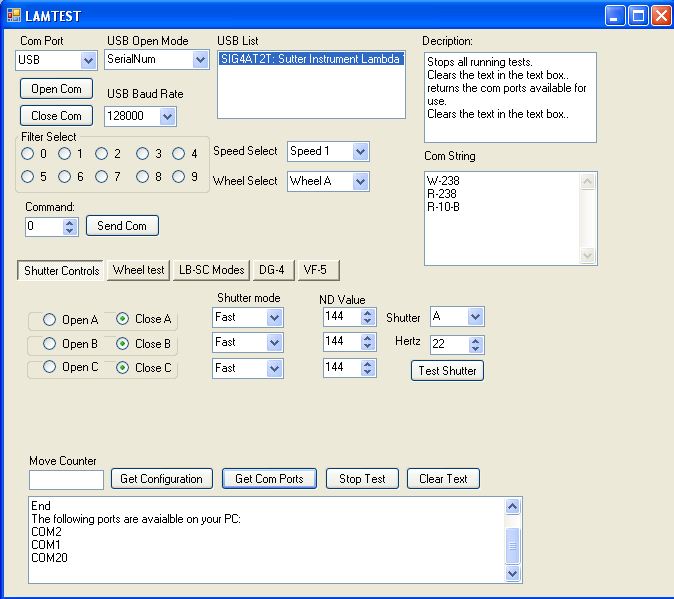 LAMTEST
Com Port
USB Open Mode
USB List
Decription:
USB
SerialNum
SIG4AT2T: Sutter Instrument Lambda
Stops all running tests.
Clears the text in the text box..
returns the com ports available for
use.
Clears the text in the text box..
Open Com
USB Baud Rate
Close Com
128000
Filter Select
0 1 2 3 4
5 6 7 8 9
Speed Select
Speed 1
Wheel Select
Wheel A
Com String
W-238
R-238
R-10-B
Command:
0
Send Com
Shutter Controls
Wheel test
LB-SC Modes
DG-4
VF-5
Shutter mode
ND Value
Open A
Close A
Fast
144
Shutter
A
Open B
Close B
Fast
144
Hertz
22
Open C
Close C
Fast
144
Test Shutter
Move Counter
Get Configuration
Get Com Ports
Stop Test
Clear Text
End
The following ports are avaialble on your PC:
COM2
COM1
COM20